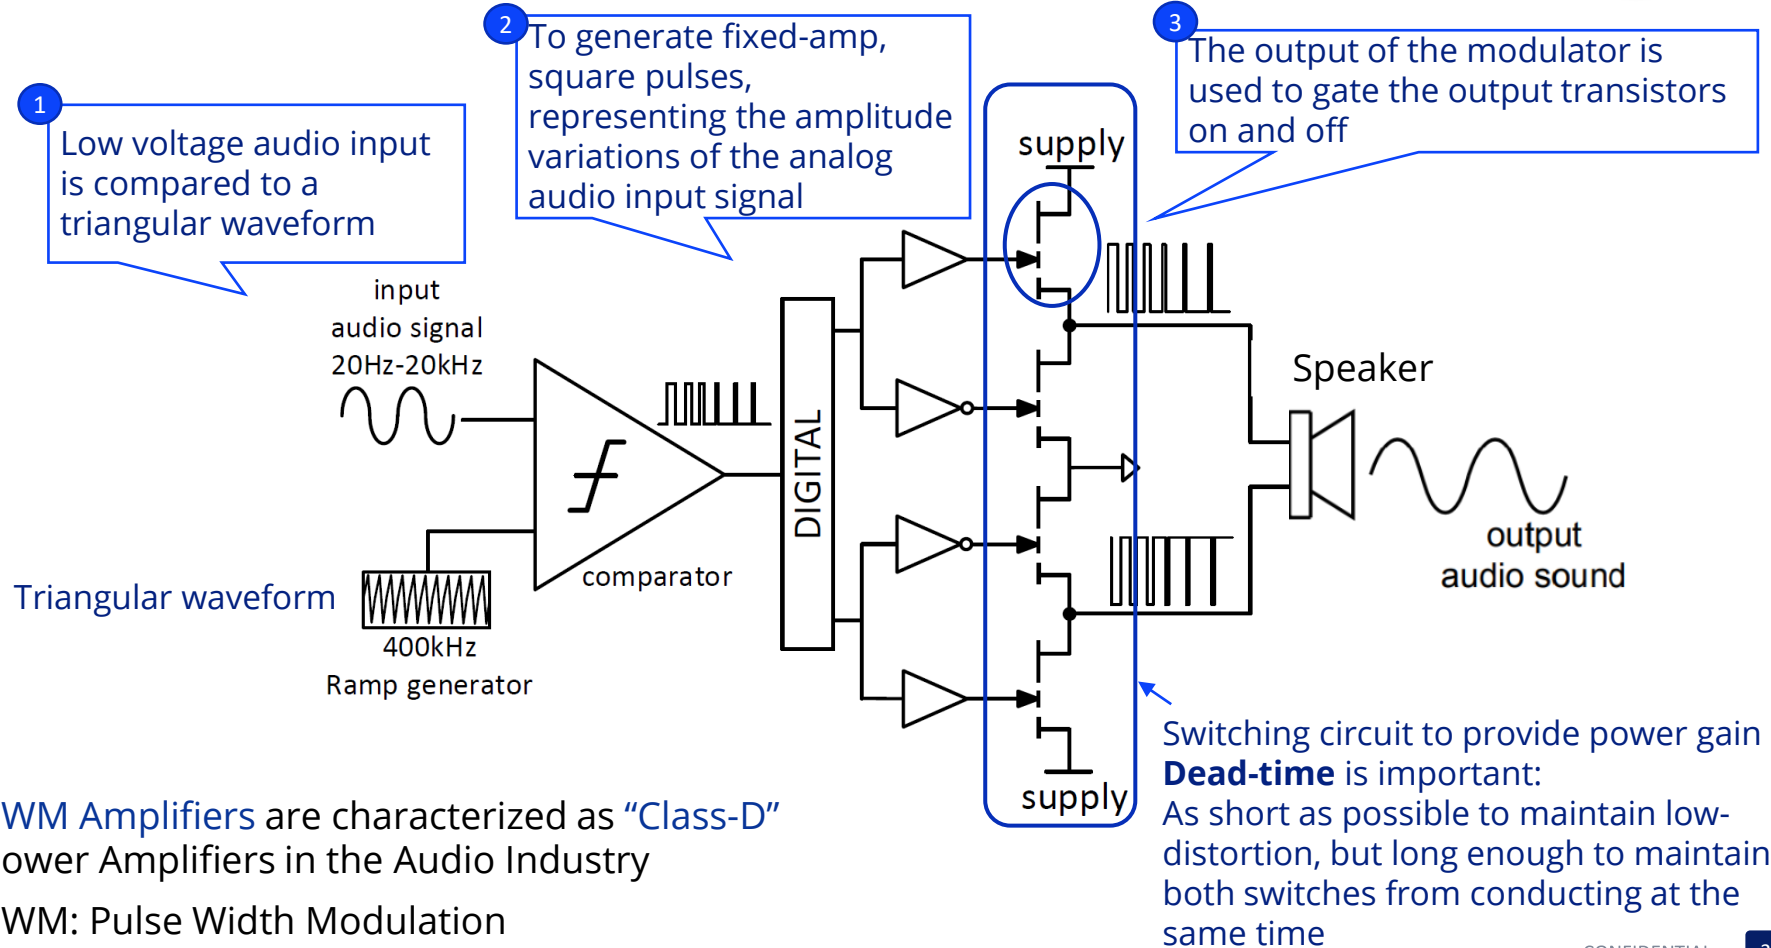 1
Low voltage audio input
is compared to a
triangular waveform
2
To generate fixed-amp,
square pulses,
representing the amplitude
variations of the analog
audio input signal
3
The output of the modulator is
used to gate the output transistors
on and off
input
audio signal
20Hz-20kHz
Triangular waveform
400kHz
Ramp generator
comparator
DIGITAL
supply
supply
Speaker
output
audio sound
Switching circuit to provide power gain
Dead-time is important:
As short as possible to maintain low-
distortion, but long enough to maintain
both switches from conducting at the
same time
WM Amplifiers are characterized as “Class-D”
ower Amplifiers in the Audio Industry
WM: Pulse Width Modulation